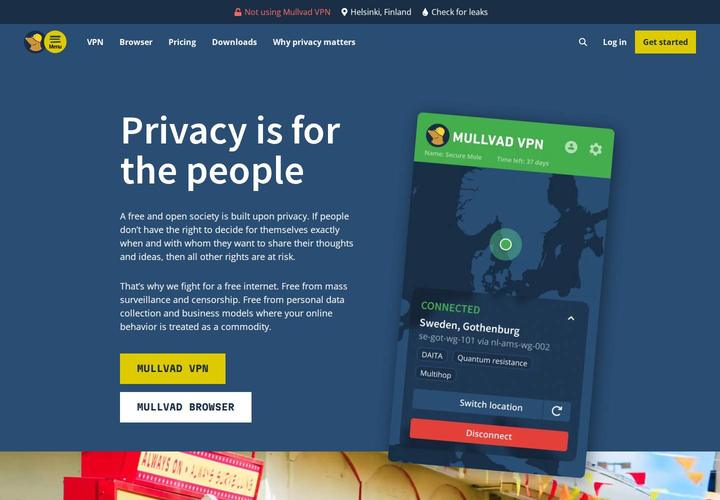 Not using Mullvad VPN Helsinki, Finland Check for leaks
Menu VPN Browser Pricing Downloads Why privacy matters Log in Get started
Privacy is for
the people
A free and open society is built upon privacy. If people
don’t have the right to decide for themselves exactly
when and with whom they want to share their thoughts
and ideas, then all other rights are at risk.
That’s why we fight for a free internet. Free from mass
surveillance and censorship. Free from personal data
collection and business models where your online
behavior is treated as a commodity.
MULLVAD VPN
MULLVAD BROWSER
MULLVAD VPN
Name: Secure Mole Time left: 37 days
CONNECTED
Sweden, Gothenburg
se-got-wg-101 via nl-ams-wg-002
DAITA Quantum resistance
Multihop
Switch location
Disconnect
ALWAYS ON